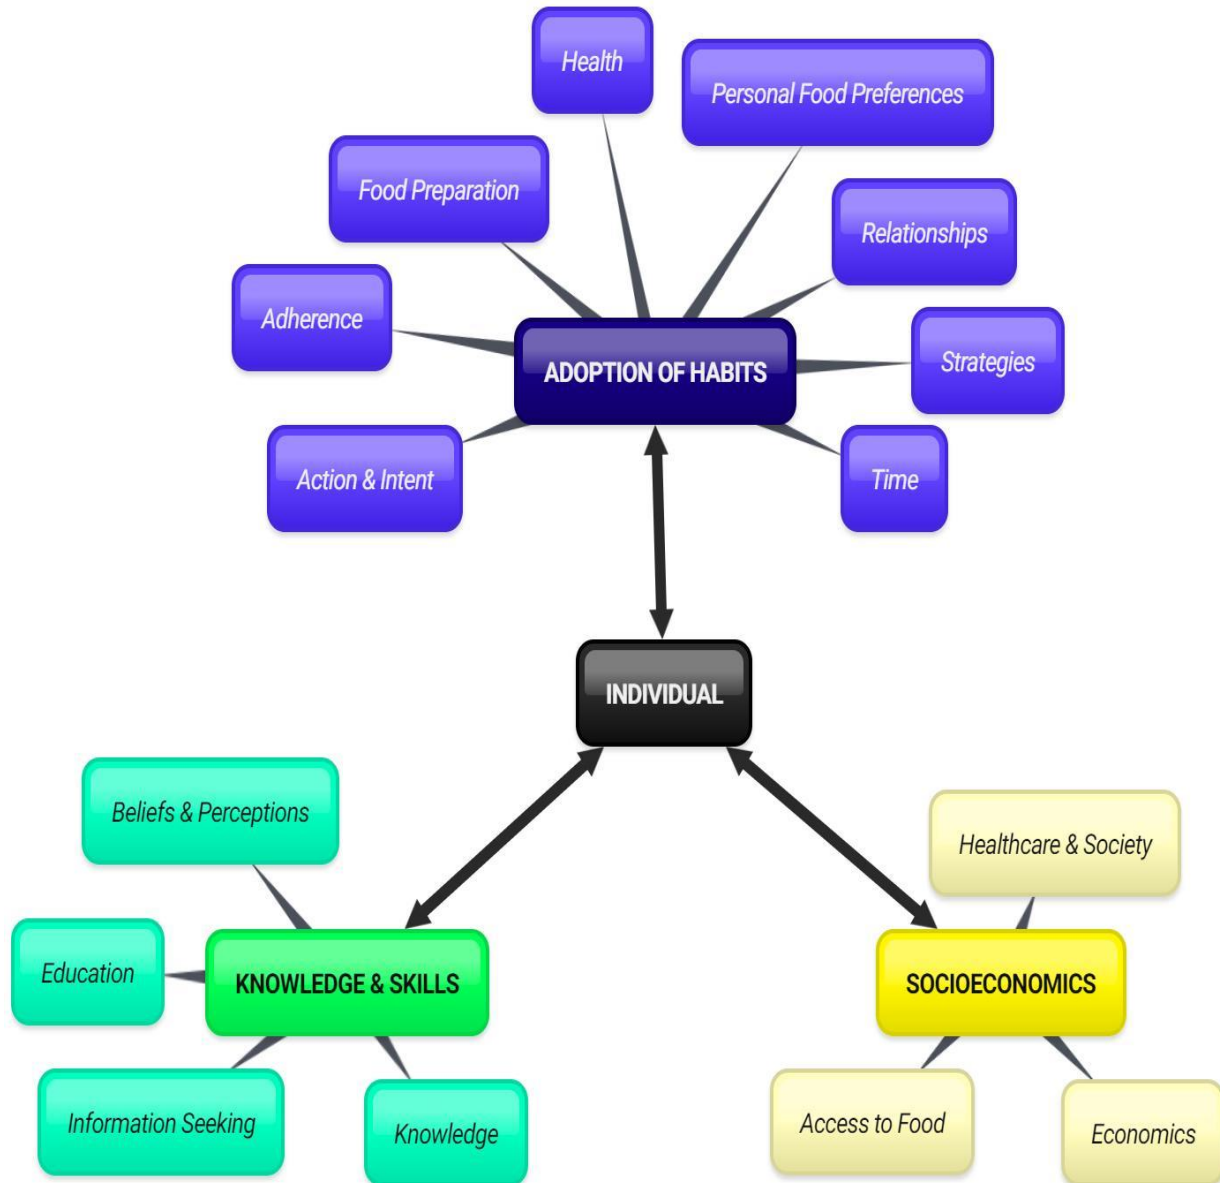 Health
Personal Food Preferences
Food Preparation
Relationships
Adherence
Strategies
ADOPTION OF HABITS
Action & Intent
Time
INDIVIDUAL
Beliefs & Perceptions
Healthcare & Society
Education
KNOWLEDGE & SKILLS
SOCIOECONOMICS
Information Seeking
Knowledge
Access to Food
Economics